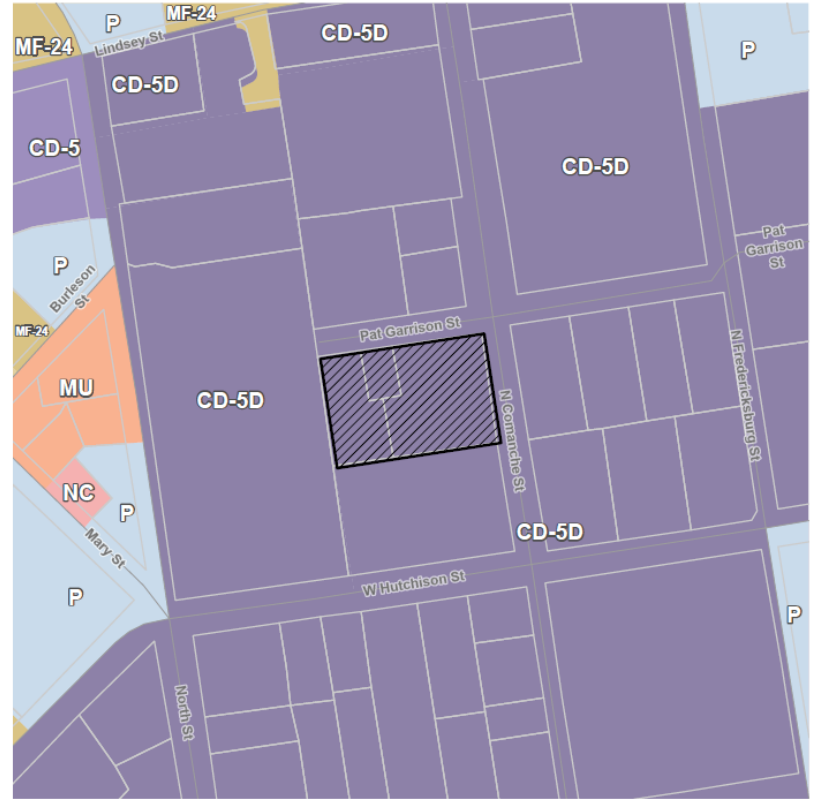 P
MF-24
MF-24
Lindsey St
CD-5D
P
CD-5D
CD-5
CD-5D
Pat
Garrison
St
P
Burleson
St
MF-24
Pat Garrison St
MU
CD-5D
N Comanche St
N Fredericksburg St
NC
P
CD-5D
Mary St
W Hutchison St
P
P
North St